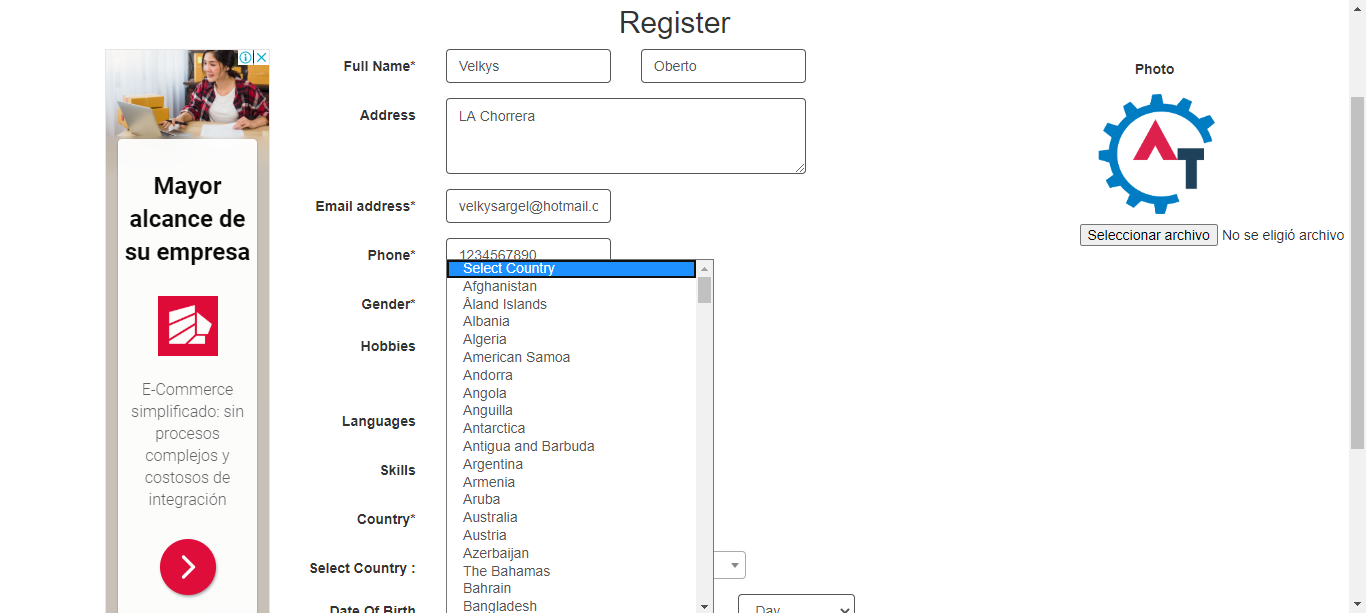 Register
Full Name*
Velkys
Oberto
Photo
Address
LA Chorrera
Email address*
velkysargel@hotmail.c
Seleccionar archivo No se eligió archivo
Phone*
1234567890
Select Country
Afghanistan
Åland Islands
Albania
Algeria
American Samoa
Andorra
Angola
Anguilla
Antarctica
Antigua and Barbuda
Argentina
Armenia
Aruba
Australia
Austria
Azerbaijan
The Bahamas
Bahrain
Bangladesh
Gender*
Hobbies
Languages
Skills
Country*
Select Country :
Date Of Birth
Day
Mayor
alcance de
su empresa
E-Commerce
simplificado: sin
procesos
complejos y
costosos de
integración
AT